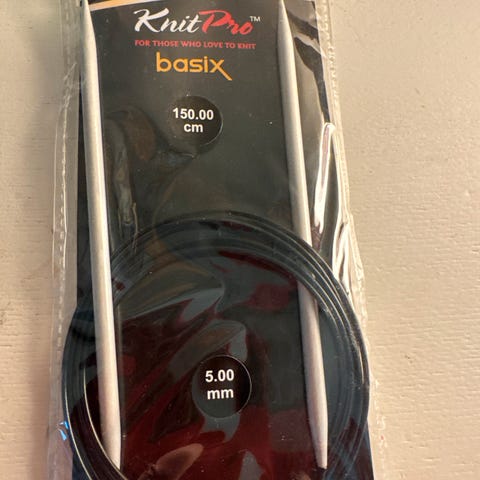 KnitPro™
FOR THOSE WHO LOVE TO KNIT
basix
150.00
cm
5.00
mm